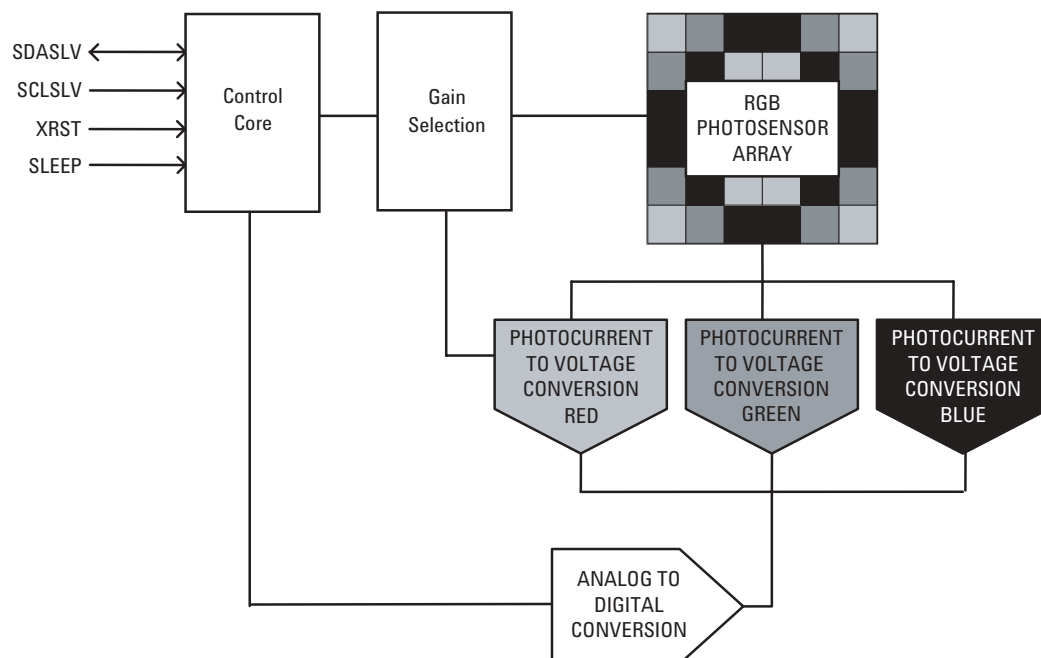 SDASLV
SCLSLV
XRST
SLEEP
Control
Core
Gain
Selection
RGB
PHOTOSENSOR
ARRAY
PHOTOCURRENT
TO VOLTAGE
CONVERSION
RED
PHOTOCURRENT
TO VOLTAGE
CONVERSION
GREEN
PHOTOCURRENT
TO VOLTAGE
CONVERSION
BLUE
ANALOG TO
DIGITAL
CONVERSION